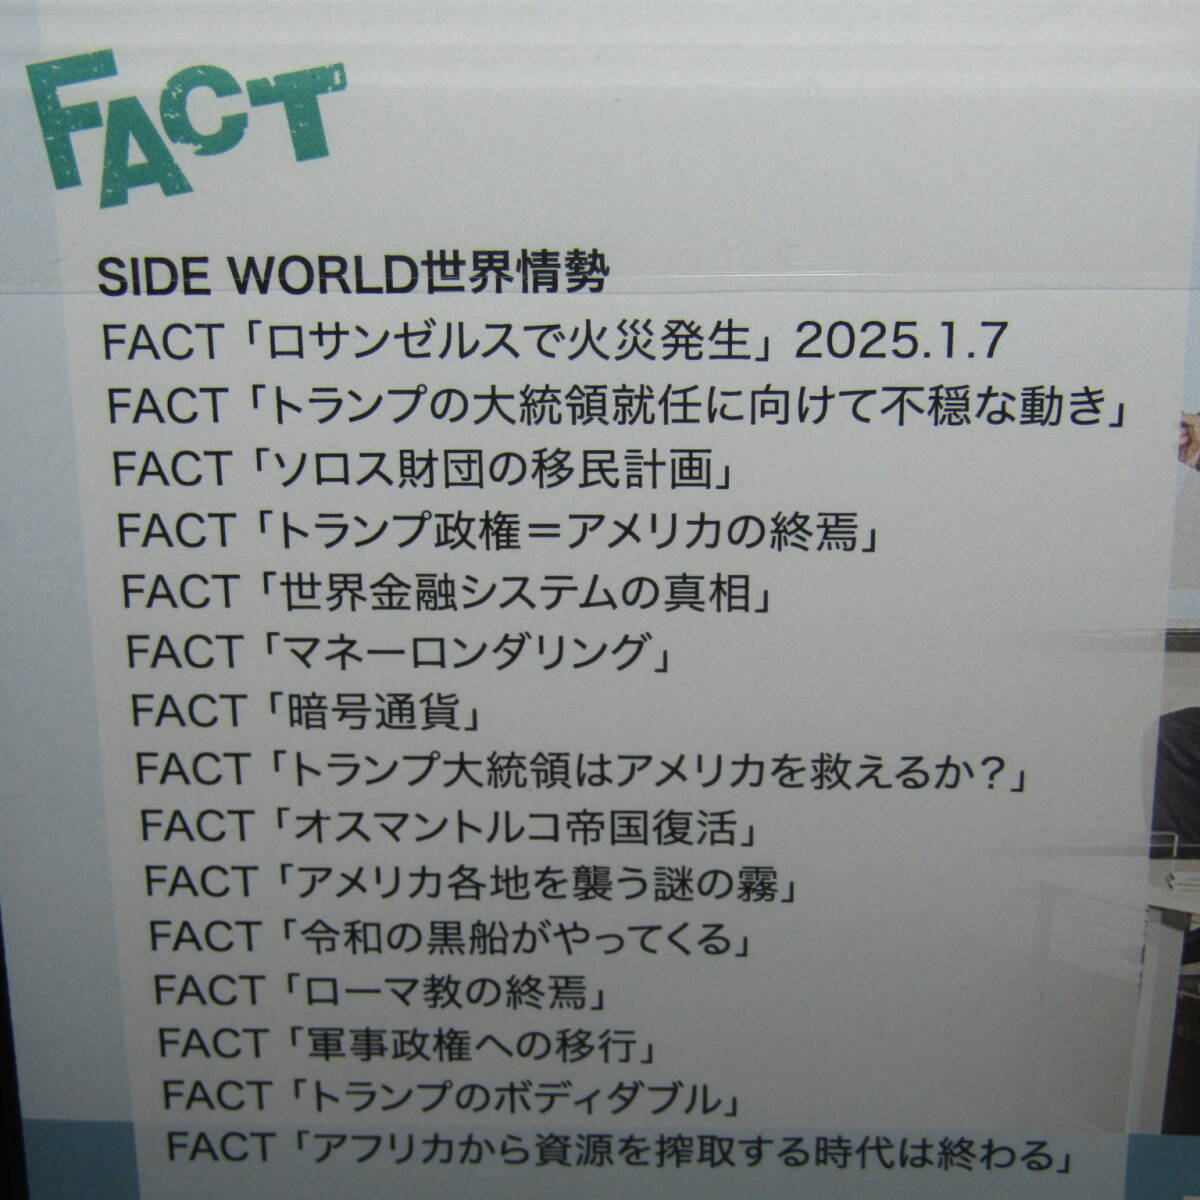 FACT
SIDE WORLD世界情勢
FACT「ロサンゼルスで火災発生」2025.1.7
FACT「トランプの大統領就任に向けて不穏な動き」
FACT「ソロス財団の移民計画」
FACT「トランプ政権＝アメリカの終焉」
FACT「世界金融システムの真相」
FACT「マネーロンダリング」
FACT「暗号通貨」
FACT「トランプ大統領はアメリカを救えるか？」
FACT「オスマントルコ帝国復活」
FACT「アメリカ各地を襲う謎の霧」
FACT「令和の黒船がやってくる」
FACT「ローマ教の終焉」
FACT「軍事政権への移行」
FACT「トランプのボディダブル」
FACT「アフリカから資源を搾取する時代は終わる」